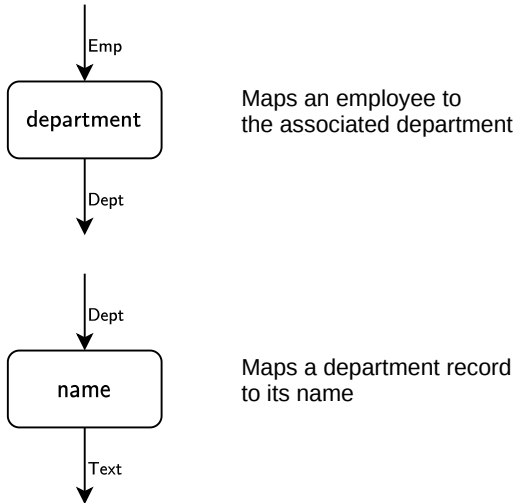 Emp
department
Maps an employee to
the associated department
Dept
Dept
name
Maps a department record
to its name
Text